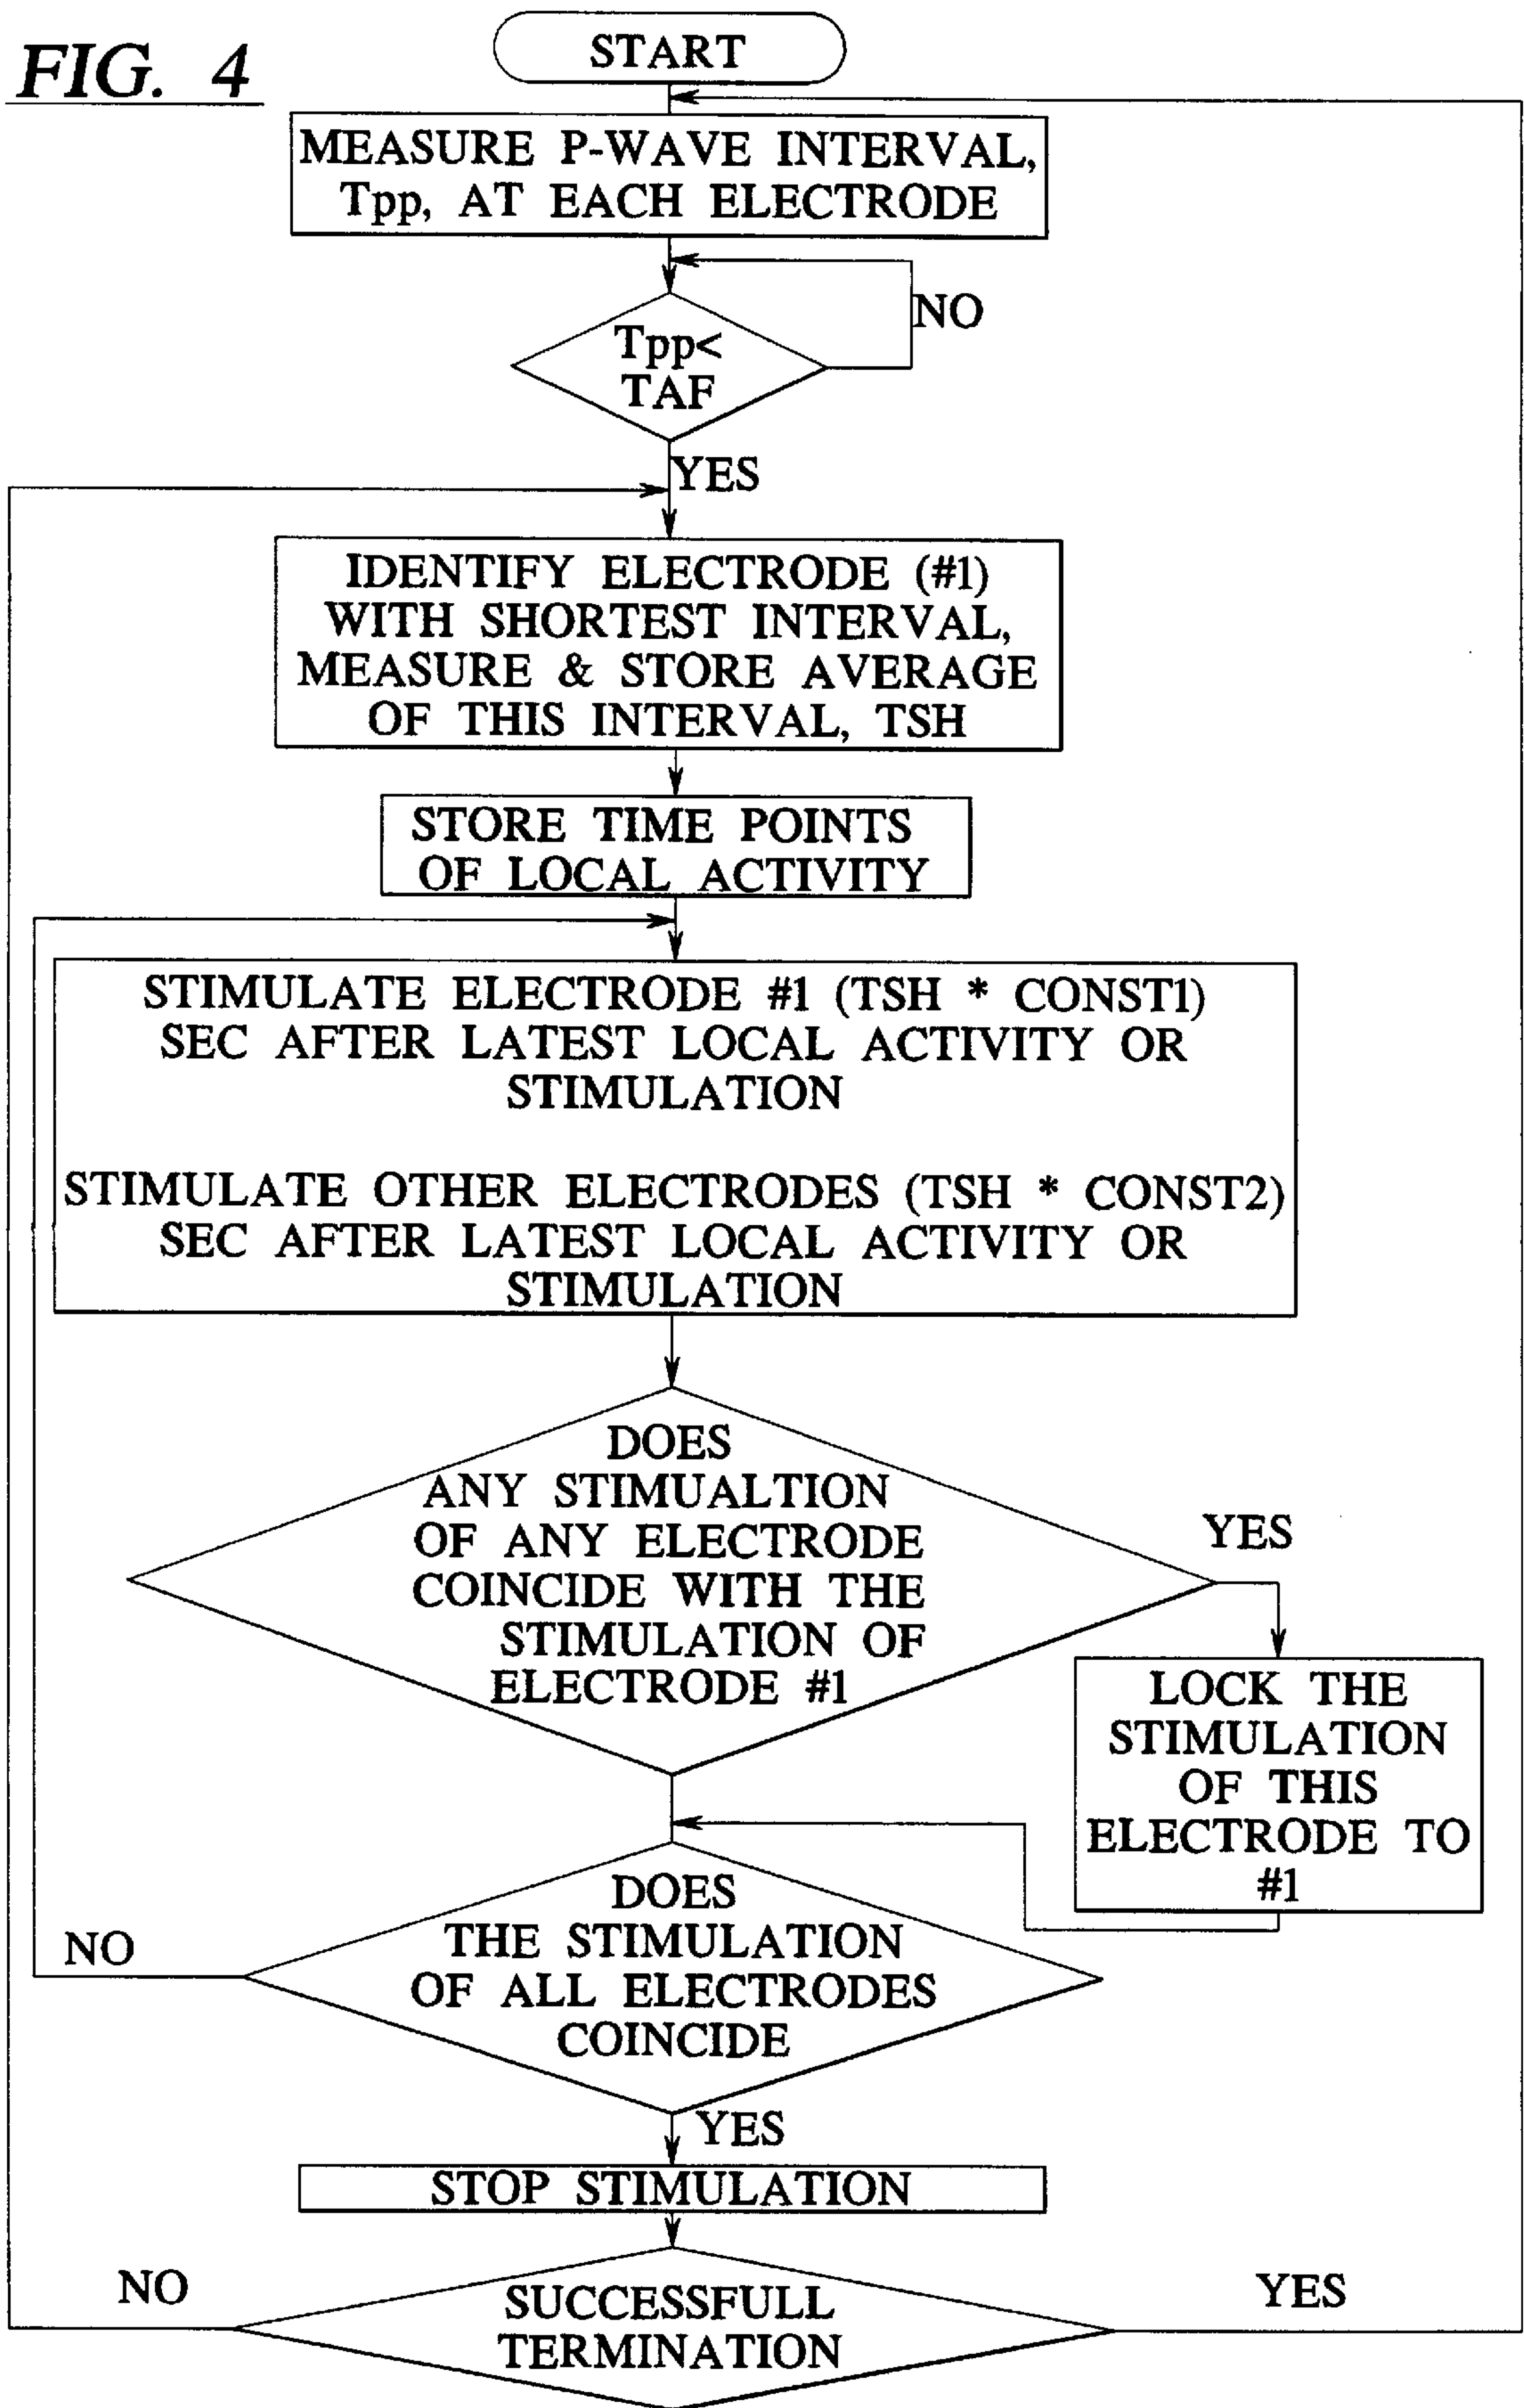 FIG. 4
START
MEASURE P-WAVE INTERVAL,
Tpp, AT EACH ELECTRODE
NO
Tpp<
TAF
YES
IDENTIFY ELECTRODE (#1)
WITH SHORTEST INTERVAL,
MEASURE & STORE AVERAGE
OF THIS INTERVAL, TSH
STORE TIME POINTS
OF LOCAL ACTIVITY
STIMULATE ELECTRODE #1 (TSH * CONST1)
SEC AFTER LATEST LOCAL ACTIVITY OR
STIMULATION
STIMULATE OTHER ELECTRODES (TSH * CONST2)
SEC AFTER LATEST LOCAL ACTIVITY OR
STIMULATION
DOES
ANY STIMUALTION
OF ANY ELECTRODE
COINCIDE WITH THE
STIMULATION OF
ELECTRODE #1
YES
LOCK THE
STIMULATION
OF THIS
ELECTRODE TO
#1
DOES
THE STIMULATION
OF ALL ELECTRODES
COINCIDE
NO
YES
STOP STIMULATION
NO
SUCCESSFULL
TERMINATION
YES